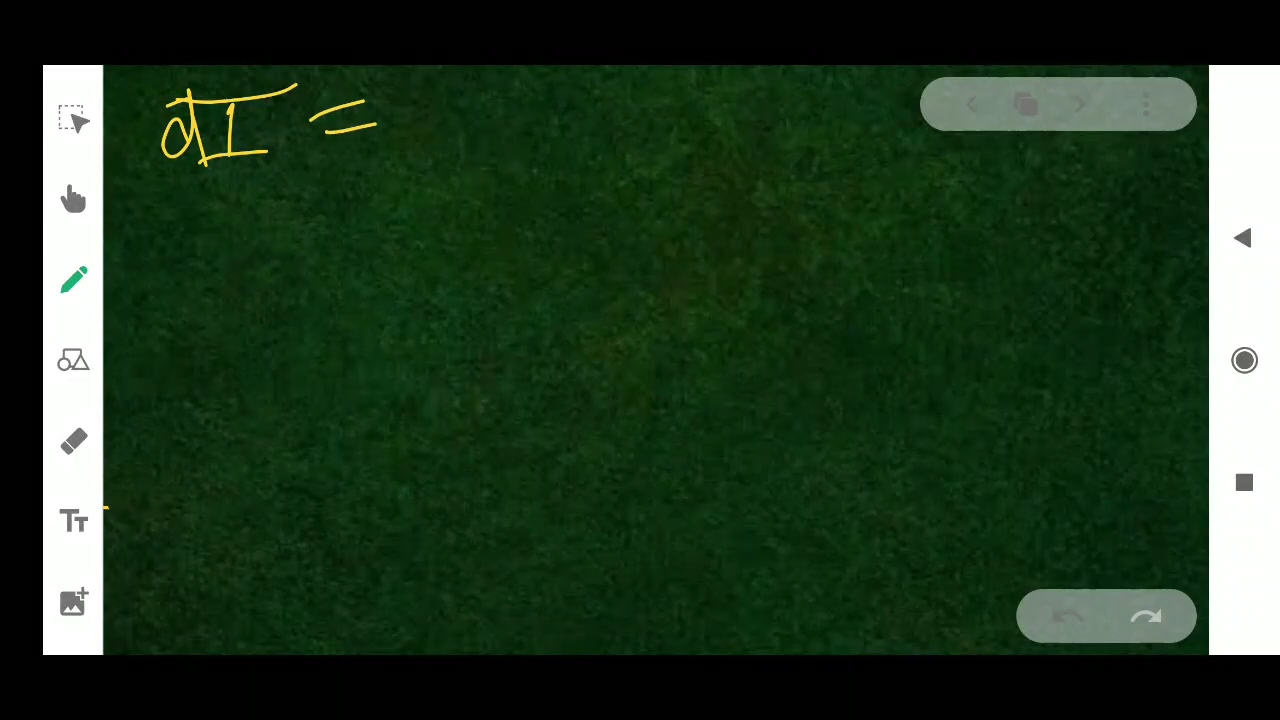 dI =